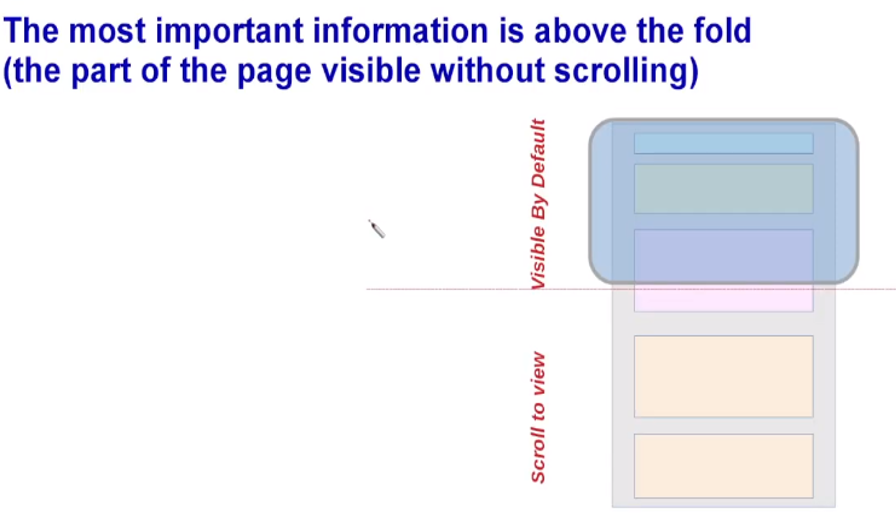 The most important information is above the fold
(the part of the page visible without scrolling)
Visible By Default
Scroll to view